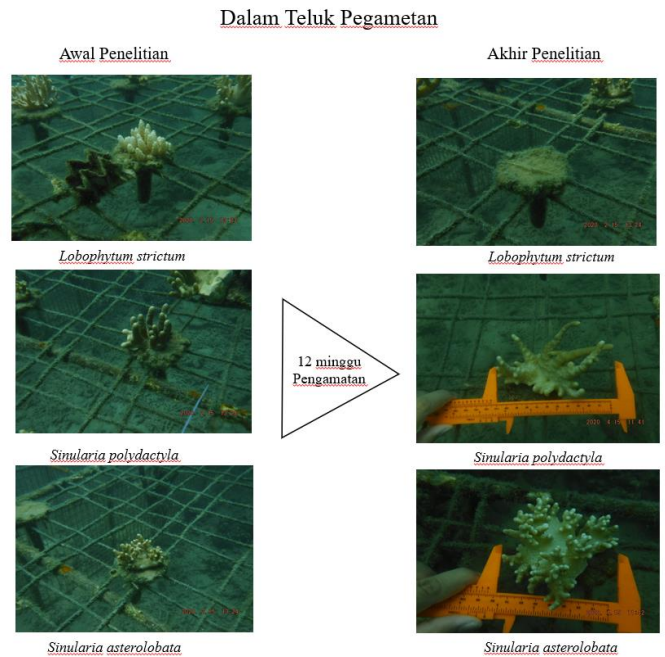 Dalam Teluk Pegametan
Awal Penelitian
Akhir Penelitian
Lobophytum strictum
Lobophytum strictum
12 minggu
Pengamatan
Sinularia polydactyla
Sinularia polydactyla
Sinularia asterolobata
Sinularia asterolobata